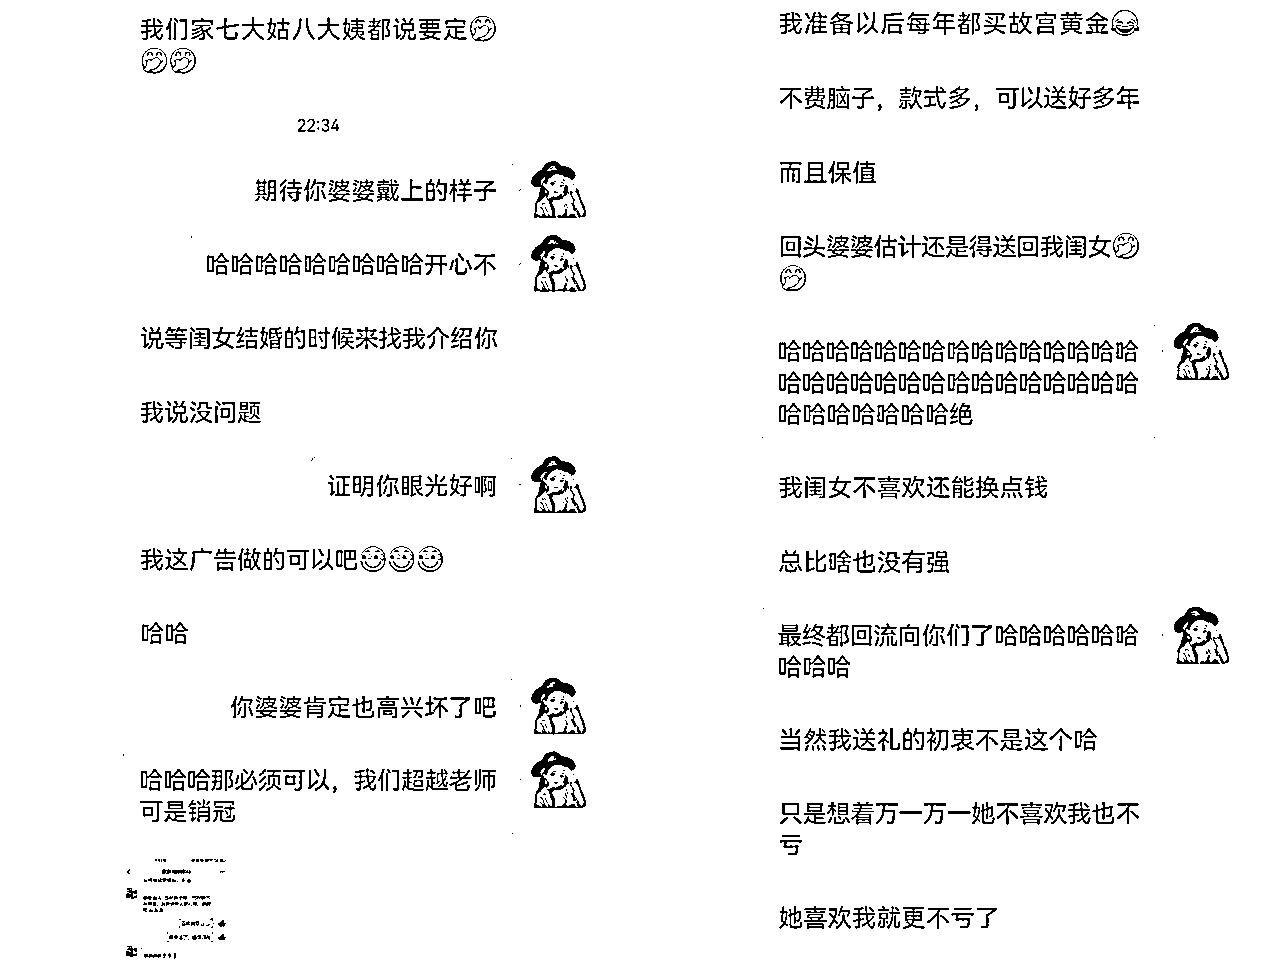 我们家七大姑八大姨都说要定🤭
🤭🤭
22:34
期待你婆婆戴上的样子
哈哈哈哈哈哈哈哈哈开心不
说等闺女结婚的时候来找我介绍你
我说没问题
证明你眼光好啊
我这广告做的可以吧
哈哈
你婆婆肯定也高兴坏了吧
哈哈哈那必须可以，我们超越老师
可是销冠
我准备以后每年都买故宫黄金😂
不费脑子，款式多，可以送好多年
而且保值
回头婆婆估计还是得送回我闺女🤭
🤭
哈哈哈哈哈哈哈哈哈哈哈哈哈哈哈
哈哈哈哈哈哈哈哈哈哈哈哈哈哈哈
哈哈哈哈哈哈哈绝
我闺女不喜欢还能换点钱
总比啥也没有强
最终都回流向你们了哈哈哈哈哈哈
哈哈哈
当然我送礼的初衷不是这个哈
只是想着万一万一她不喜欢我也不
亏
她喜欢我就更不亏了